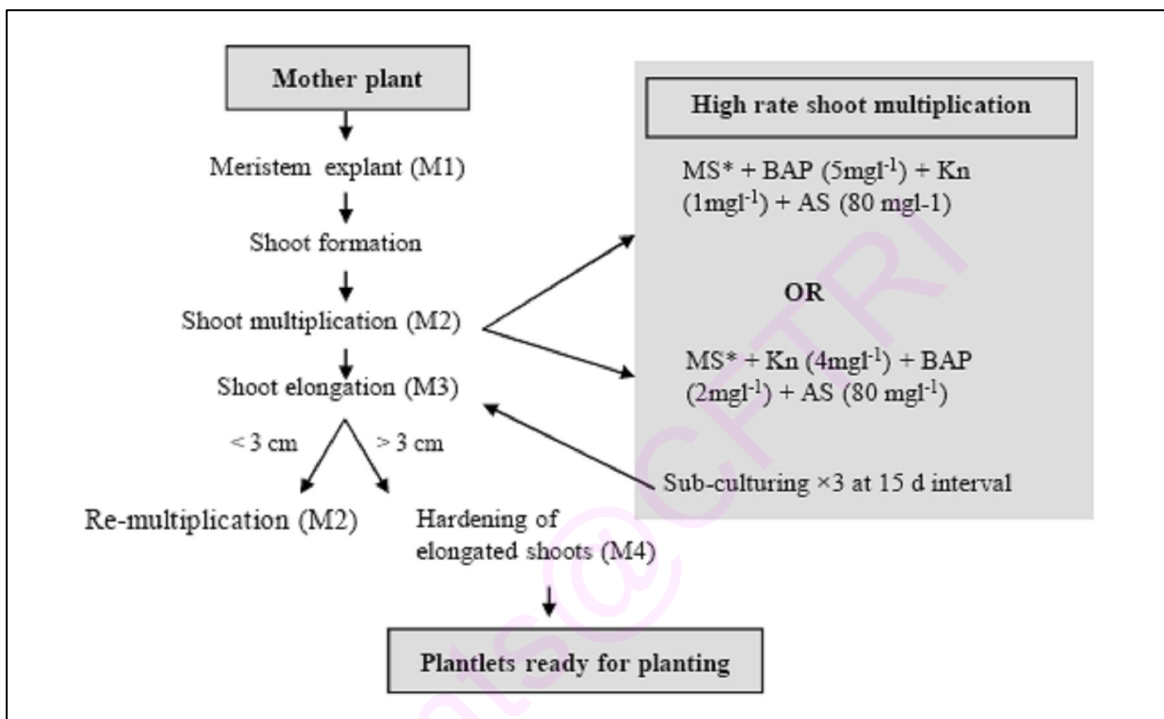 Mother plant
Meristem explant (M1)
Shoot formation
Shoot multiplication (M2)
Shoot elongation (M3)
< 3 cm
> 3 cm
Re-multiplication (M2)
Hardening of
elongated shoots (M4)
Plantlets ready for planting
High rate shoot multiplication
MS* + BAP (5mgl⁻¹) + Kn
(1mgl⁻¹) + AS (80 mgl-1)
OR
MS* + Kn (4mgl⁻¹) + BAP
(2mgl⁻¹) + AS (80 mgl⁻¹)
Sub-culturing ×3 at 15 d interval
nts@CFTRI